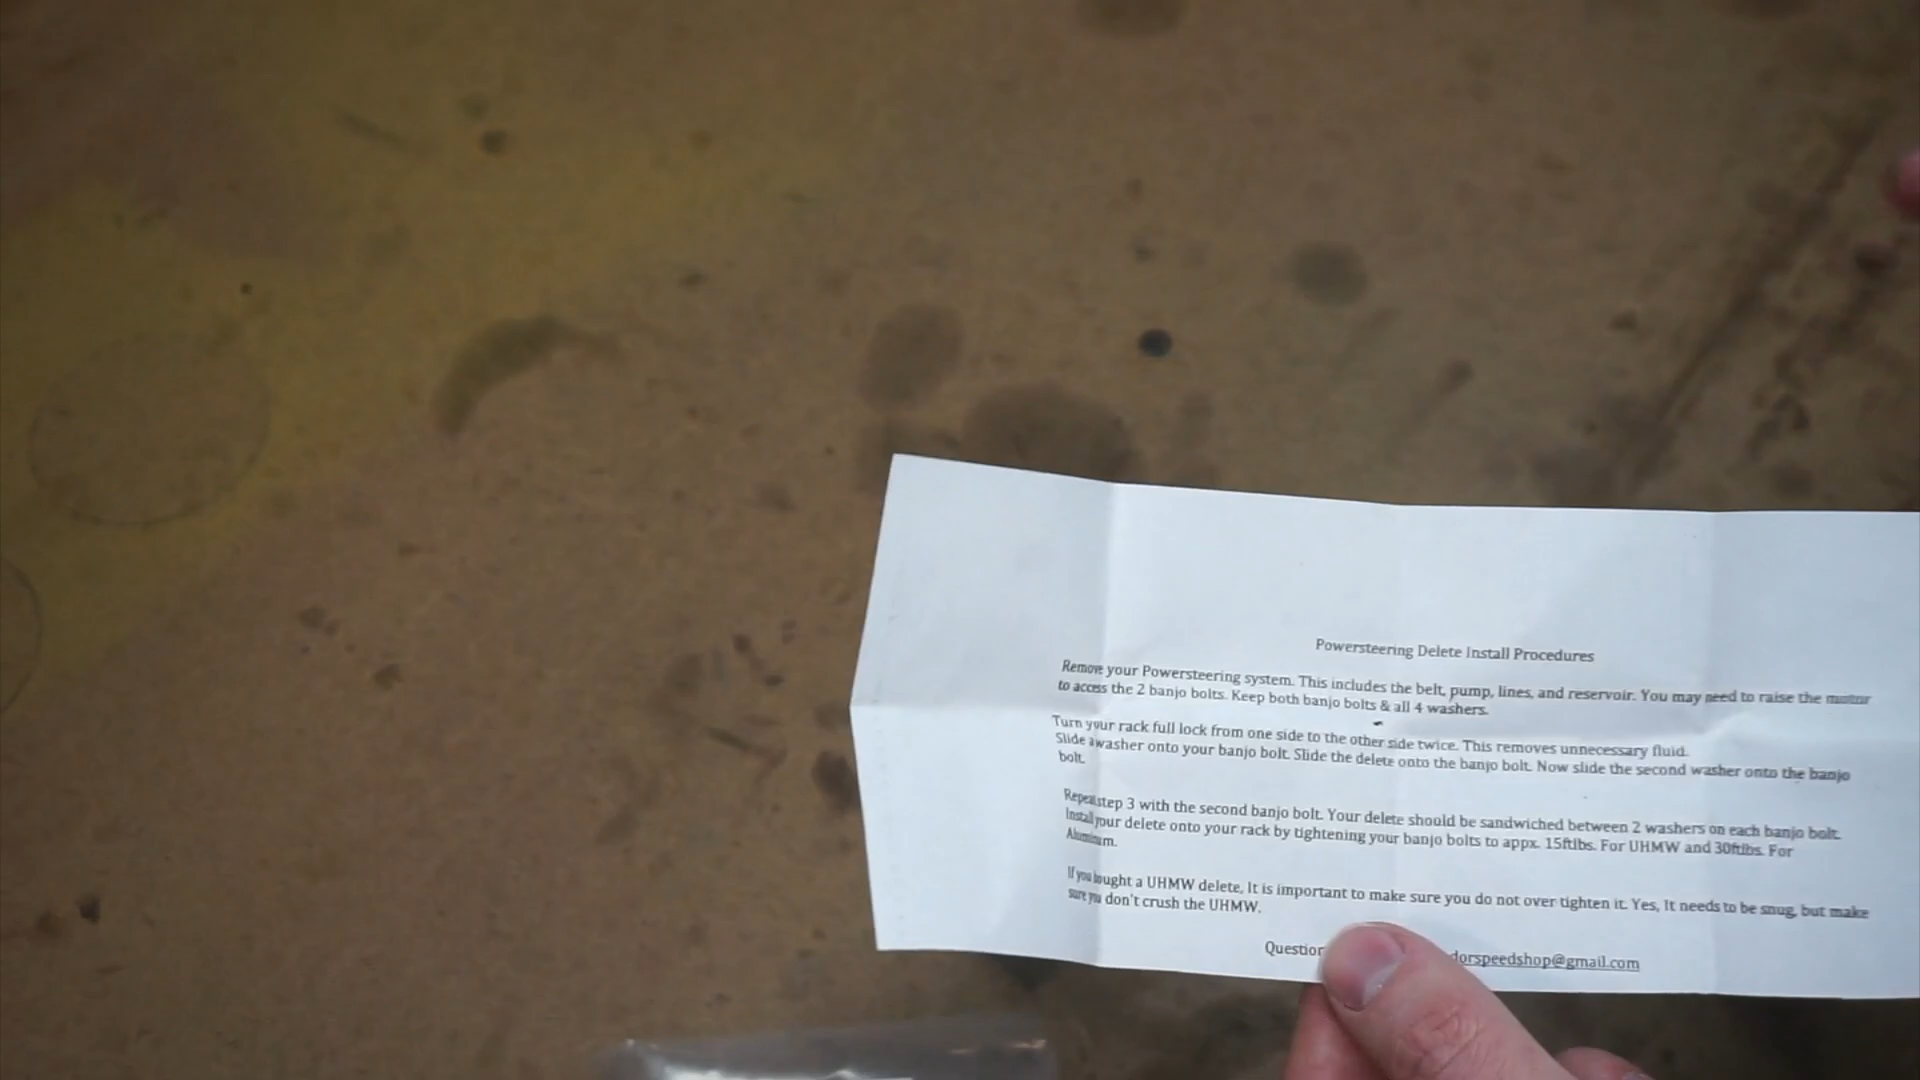 Powersteering Delete Install Procedures
Remove your Powersteering system. This includes the belt, pump, lines, and reservoir. You may need to raise the motor
to access the 2 banjo bolts. Keep both banjo bolts & all 4 washers.
Turn your rack full lock from one side to the other side twice. This removes unnecessary fluid.
Slide a washer onto your banjo bolt. Slide the delete onto the banjo bolt. Now slide the second washer onto the banjo
bolt.
Repeat step 3 with the second banjo bolt. Your delete should be sandwiched between 2 washers on each banjo bolt.
Install your delete onto your rack by tightening your banjo bolts to appx. 15ftlbs. For UHMW and 30ftlbs. For
Aluminum.
If you bought a UHMW delete, It is important to make sure you do not over tighten it. Yes, It needs to be snug, but make
sure you don't crush the UHMW.
dorspeedshop@gmail.com